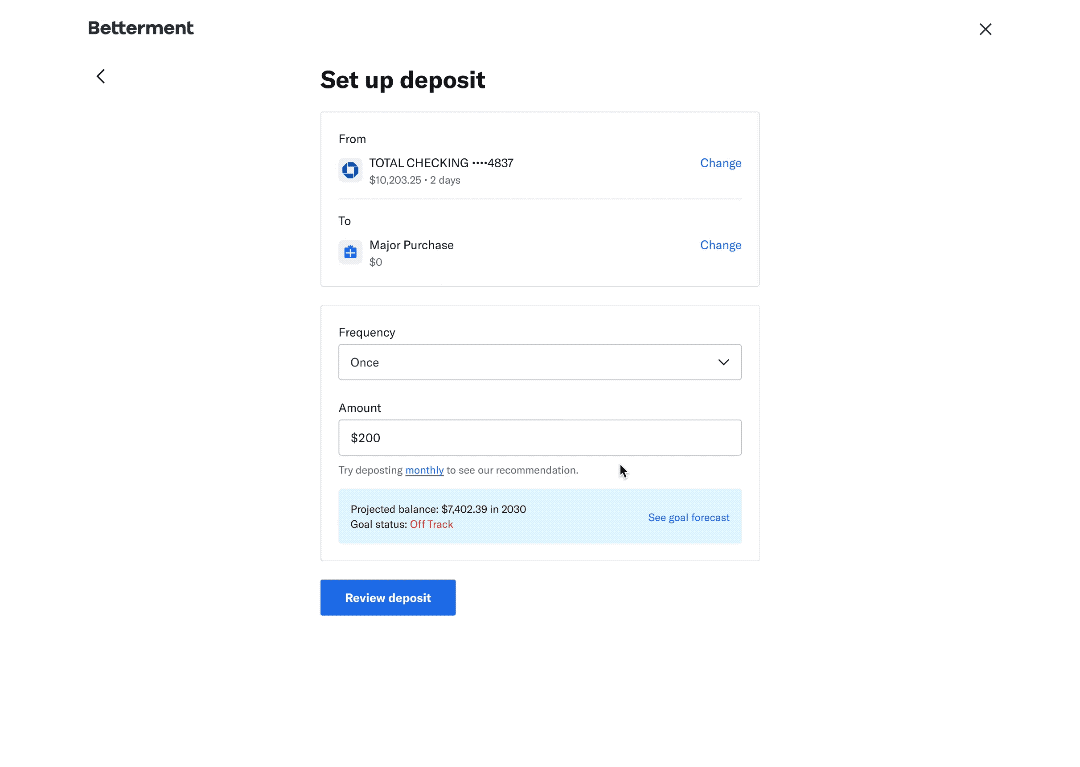 Betterment
Set up deposit
From
TOTAL CHECKING ••••4837
Change
$10,203.25 • 2 days
To
Major Purchase
Change
$0
Frequency
Once
Amount
$200
Try depositing monthly to see our recommendation.
Projected balance: $7,402.39 in 2030
Goal status: Off Track
See goal forecast
Review deposit